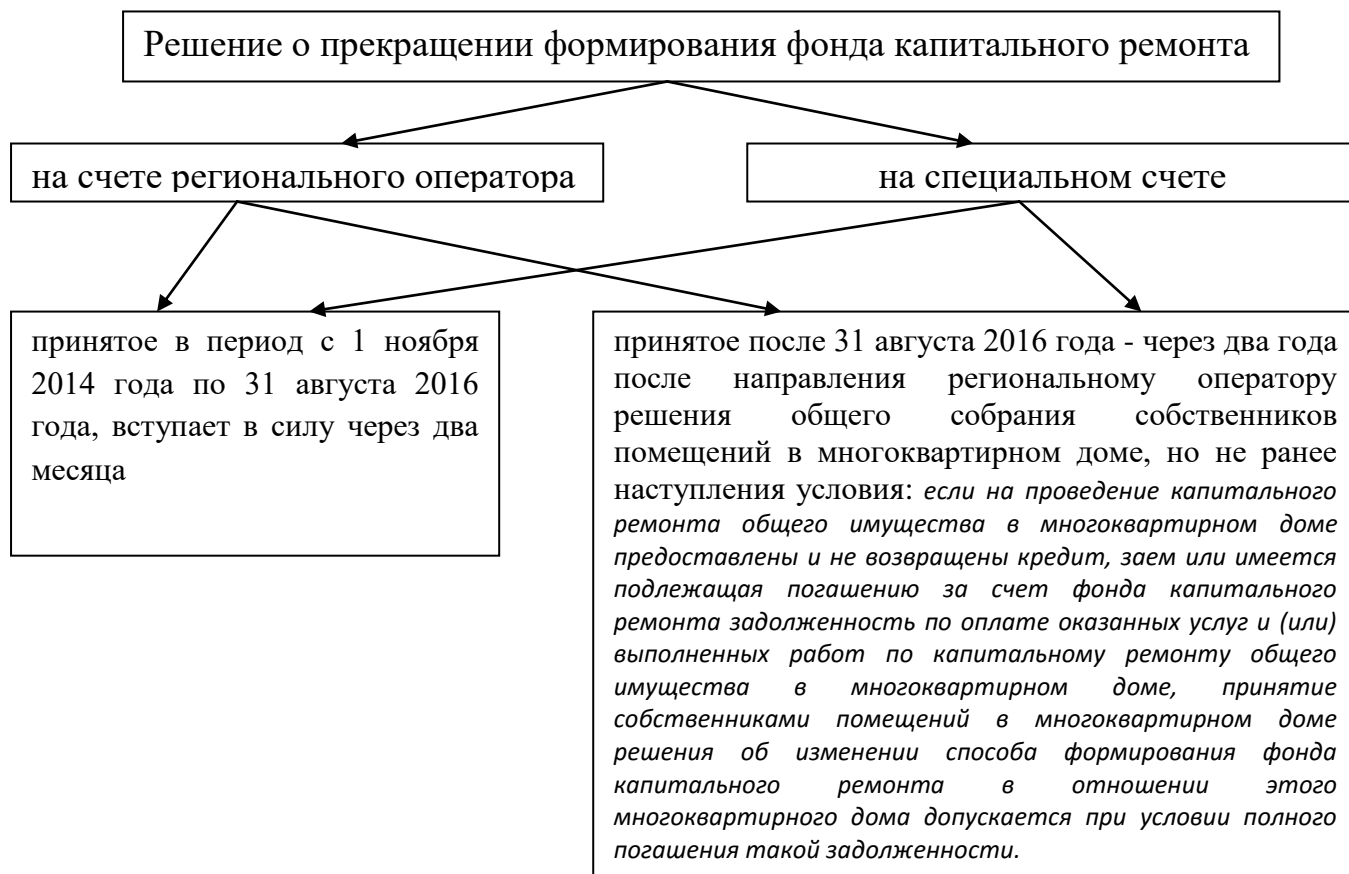 Решение о прекращении формирования фонда капитального ремонта
на счете регионального оператора
на специальном счете
принятое в период с 1 ноября
2014 года по 31 августа 2016
года, вступает в силу через два
месяца
принятое после 31 августа 2016 года - через два года
после направления региональному оператору
решения общего собрания собственников
помещений в многоквартирном доме, но не ранее
наступления условия: если на проведение капитального
ремонта общего имущества в многоквартирном доме
предоставлены и не возвращены кредит, заем или имеется
подлежащая погашению за счет фонда капитального
ремонта задолженность по оплате оказанных услуг и (или)
выполненных работ по капитальному ремонту общего
имущества в многоквартирном доме, принятие
собственниками помещений в многоквартирном доме
решения об изменении способа формирования фонда
капитального ремонта в отношении этого
многоквартирного дома допускается при условии полного
погашения такой задолженности.